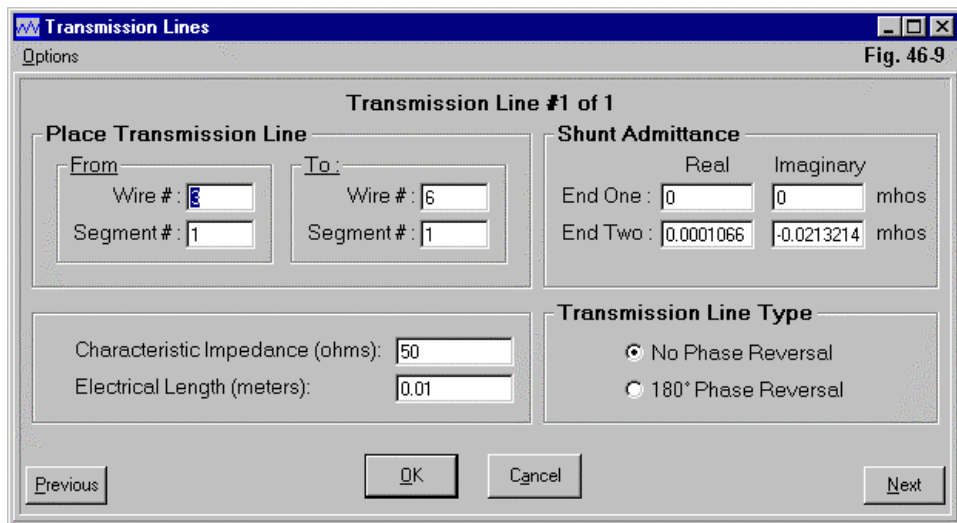 Transmission Lines
Options
Fig. 46-9
Transmission Line #1 of 1
Place Transmission Line
From
Wire #: 3
Segment #: 1
To:
Wire #: 6
Segment #: 1
Shunt Admittance
Real Imaginary
End One: 0 0 mhos
End Two: 0.0001066 -0.0213214 mhos
Characteristic Impedance (ohms): 50
Electrical Length (meters): 0.01
Transmission Line Type
No Phase Reversal
180° Phase Reversal
Previous
OK
Cancel
Next